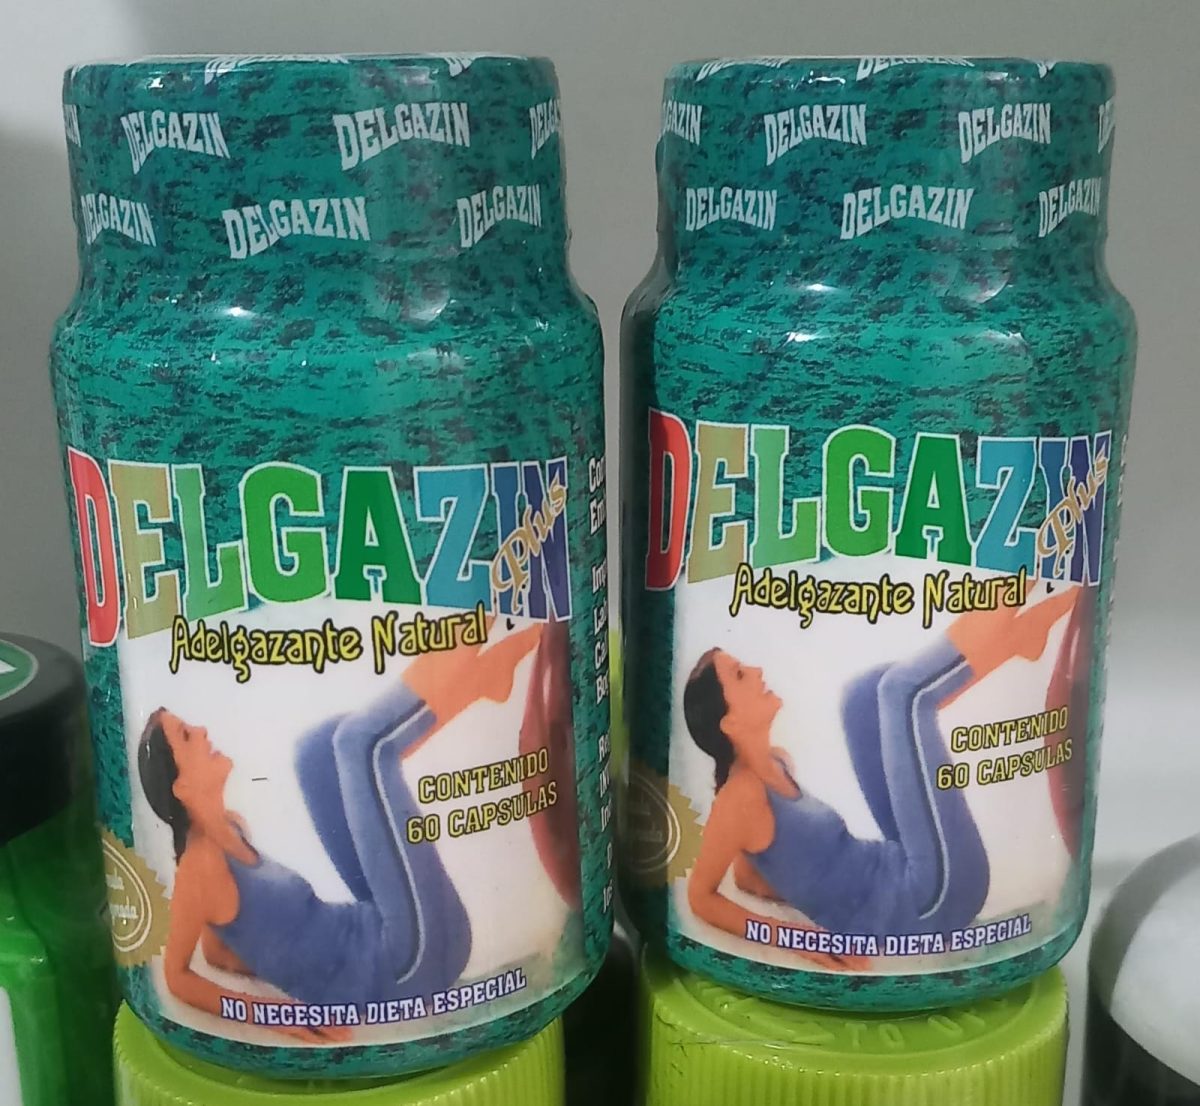 DELGAZIN DELGAZIN
DELGAZIN DELGAZIN DELGAZIN
DELGAZIN
Plus
Adelgazante Natural
CONTENIDO
60 CAPSULAS
NO NECESITA DIETA ESPECIAL
DELGAZIN DELGAZIN
DELGAZIN DELGAZIN DELGAZIN
DELGAZIN
Plus
Adelgazante Natural
CONTENIDO
60 CAPSULAS
NO NECESITA DIETA ESPECIAL